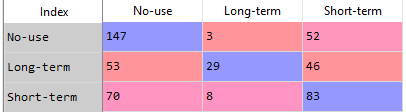 Index No-use Long-term Short-term
No-use 147 3 52
Long-term 53 29 46
Short-term 70 8 83